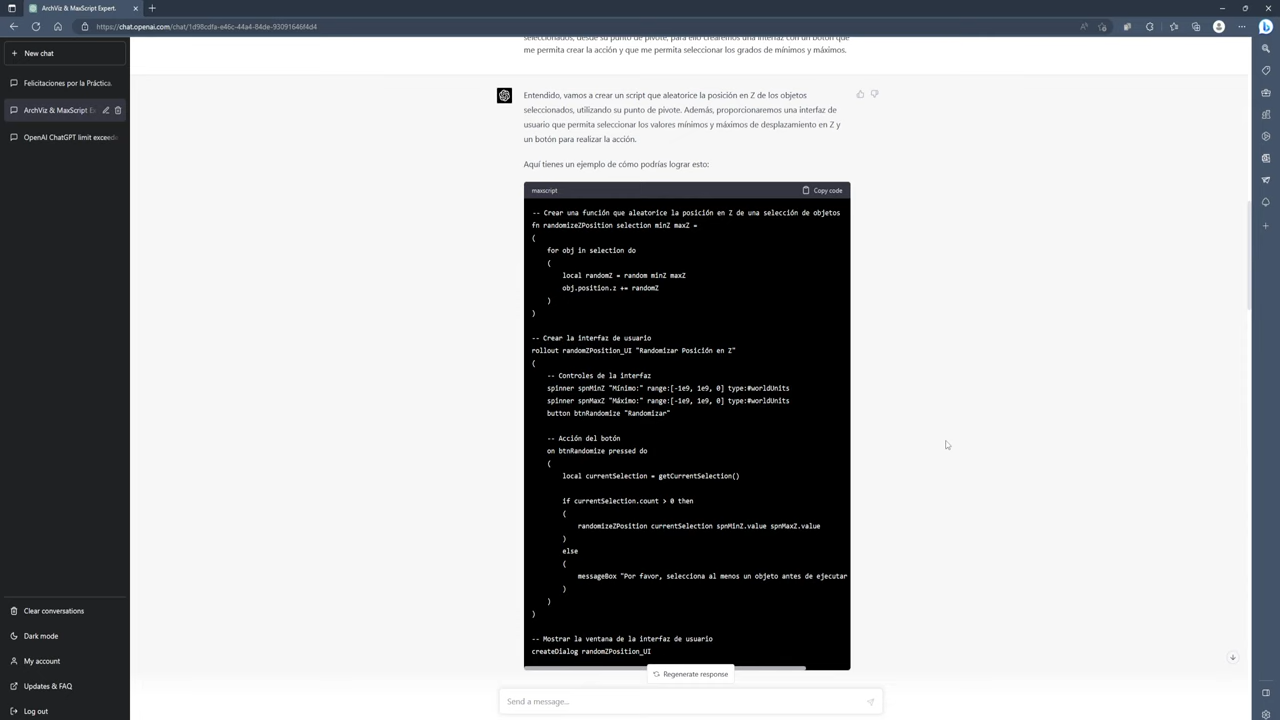 ArchViz & MaxScript Expert.
https://chat.openai.com/chat/1d98cdfa-e46c-44a4-84de-93091646f4d4
New chat
Felicitaciones por la Práctica.
ArchViz & MaxScript Ex
OpenAI ChatGPT limit exceede
Clear conversations
Dark mode
My account
Updates & FAQ
Log out
seleccionados, desde su punto de pivote, para ello crearemos una interfaz con un botón que
me permita crear la acción y que me permita seleccionar los grados de mínimos y máximos.
Entendido, vamos a crear un script que aleatorice la posición en Z de los objetos
seleccionados, utilizando su punto de pivote. Además, proporcionaremos una interfaz de
usuario que permita seleccionar los valores mínimos y máximos de desplazamiento en Z y
un botón para realizar la acción.
Aquí tienes un ejemplo de cómo podrías lograr esto:
maxscript Copy code
-- Crear una función que aleatorice la posición en Z de una selección de objetos
fn randomizeZPosition selection minZ maxZ =
(
for obj in selection do
(
local randomZ = random minZ maxZ
obj.position.z += randomZ
)
)
-- Crear la interfaz de usuario
rollout randomZPosition_UI "Randomizar Posición en Z"
(
-- Controles de la interfaz
spinner spnMinZ "Mínimo:" range:[-1e9, 1e9, 0] type:#worldUnits
spinner spnMaxZ "Máximo:" range:[-1e9, 1e9, 0] type:#worldUnits
button btnRandomize "Randomizar"
-- Acción del botón
on btnRandomize pressed do
(
local currentSelection = getCurrentSelection()
if currentSelection.count > 0 then
(
randomizeZPosition currentSelection spnMinZ.value spnMaxZ.value
)
else
(
messageBox "Por favor, selecciona al menos un objeto antes de ejecutar
)
)
)
-- Mostrar la ventana de la interfaz de usuario
createDialog randomZPosition_UI
Regenerate response
Send a message...